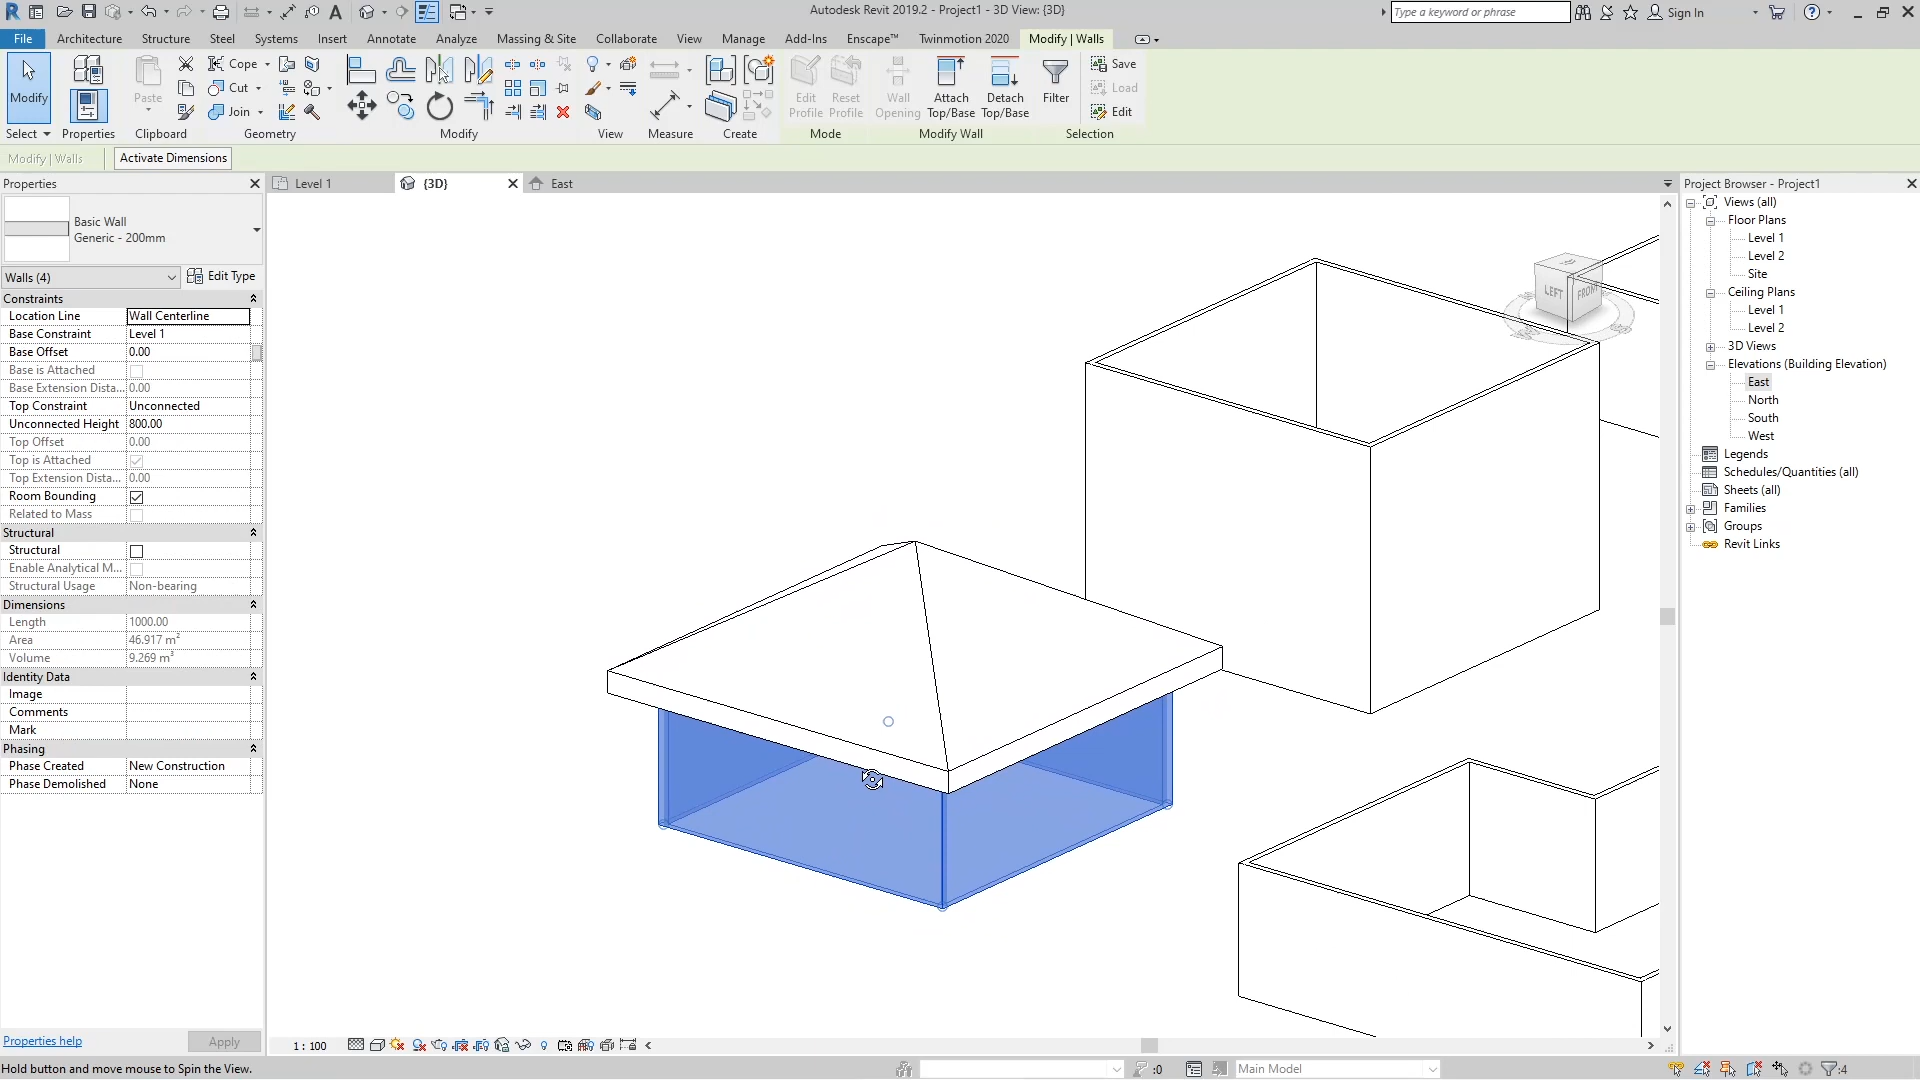 Autodesk Revit 2019.2 - Project1 - 3D View: {3D}
Type a keyword or phrase
Sign In
File
Architecture
Structure
Steel
Systems
Insert
Annotate
Analyze
Massing & Site
Collaborate
View
Manage
Add-Ins
Enscape™
Twinmotion 2020
Modify | Walls
Modify
Paste
Cope
Cut
Join
Edit Profile
Reset Profile
Wall Opening
Attach Top/Base
Detach Top/Base
Filter
Save
Load
Edit
Select
Properties
Clipboard
Geometry
Modify
View
Measure
Create
Mode
Modify Wall
Selection
Modify | Walls
Activate Dimensions
Properties
Basic Wall
Generic - 200mm
Walls (4)
Edit Type
Constraints
Location Line Wall Centerline
Base Constraint Level 1
Base Offset 0.00
Base is Attached
Base Extension Dista... 0.00
Top Constraint Unconnected
Unconnected Height 800.00
Top Offset 0.00
Top is Attached
Top Extension Dista... 0.00
Room Bounding
Related to Mass
Structural
Structural
Enable Analytical M...
Structural Usage Non-bearing
Dimensions
Length 1000.00
Area 46.917 m²
Volume 9.269 m³
Identity Data
Image
Comments
Mark
Phasing
Phase Created New Construction
Phase Demolished None
Properties help
Apply
Level 1
{3D}
East
LEFT
FRONT
1 : 100
Project Browser - Project1
Views (all)
Floor Plans
Level 1
Level 2
Site
Ceiling Plans
Level 1
Level 2
3D Views
Elevations (Building Elevation)
East
North
South
West
Legends
Schedules/Quantities (all)
Sheets (all)
Families
Groups
Revit Links
Hold button and move mouse to Spin the View.
:0
Main Model
:4